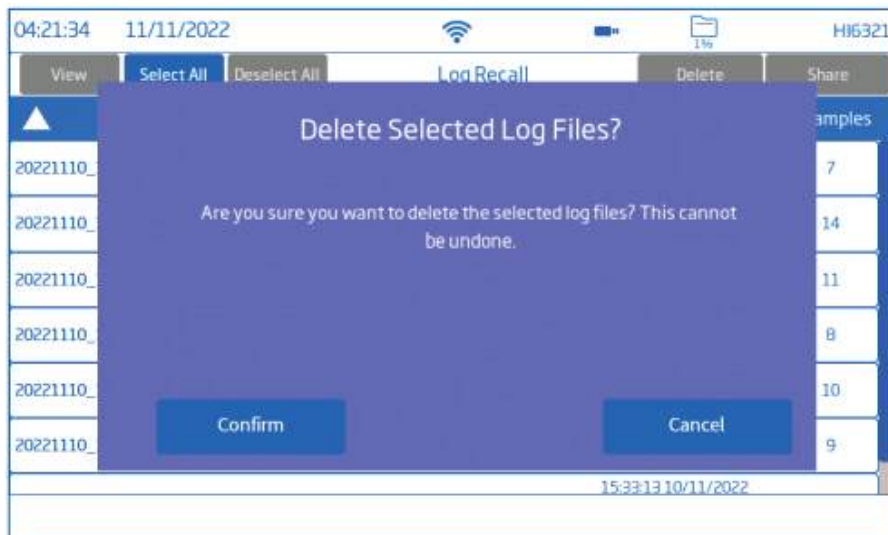 04:21:34 11/11/2022 1% HI6321
View Select All Deselect All Log Recall Delete Share
amples
Delete Selected Log Files?
20221110_ 7
Are you sure you want to delete the selected log files? This cannot
be undone.
20221110_ 14
20221110_ 11
20221110_ 8
20221110_ 10
Confirm Cancel
20221110_ 9
15:33:13 10/11/2022